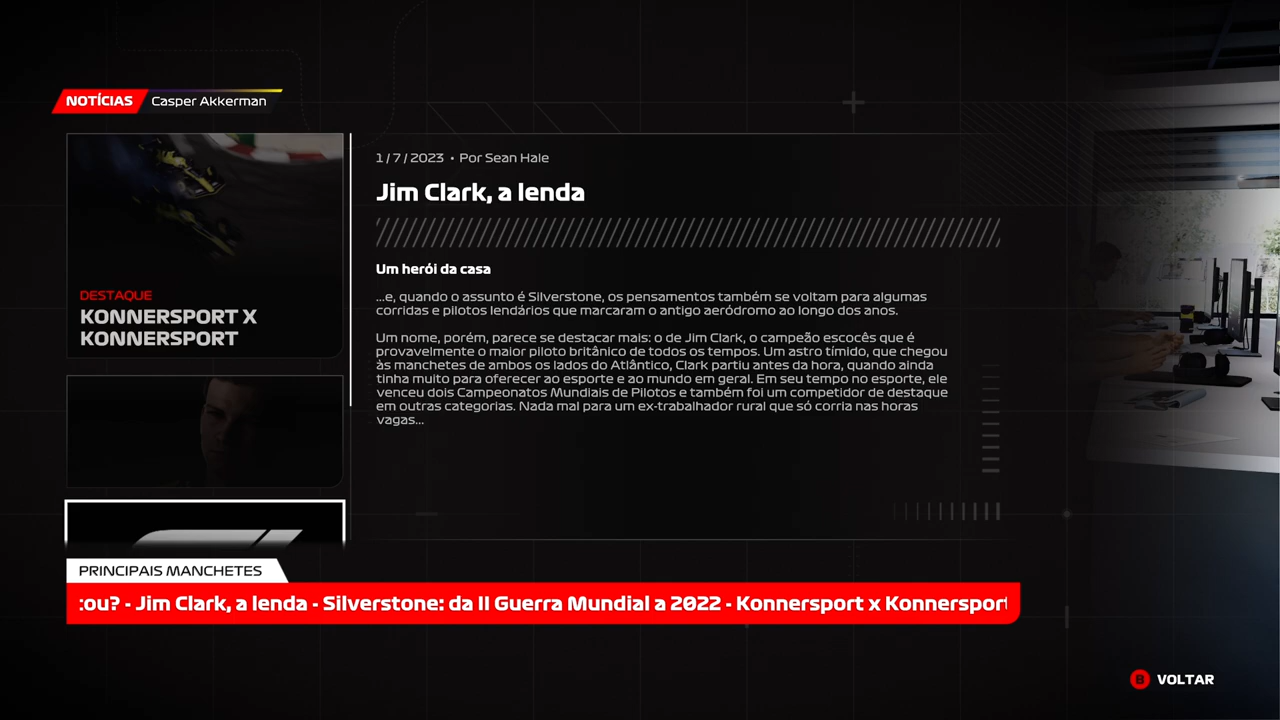 NOTÍCIAS Casper Akkerman
DESTAQUE
KONNERSPORT X
KONNERSPORT
1 / 7 / 2023 • Por Sean Hale
Jim Clark, a lenda
Um herói da casa
...e, quando o assunto é Silverstone, os pensamentos também se voltam para algumas
corridas e pilotos lendários que marcaram o antigo aeródromo ao longo dos anos.
Um nome, porém, parece se destacar mais: o de Jim Clark, o campeão escocês que é
provavelmente o maior piloto britânico de todos os tempos. Um astro tímido, que chegou
às manchetes de ambos os lados do Atlântico, Clark partiu antes da hora, quando ainda
tinha muito para oferecer ao esporte e ao mundo em geral. Em seu tempo no esporte, ele
venceu dois Campeonatos Mundiais de Pilotos e também foi um competidor de destaque
em outras categorias. Nada mal para um ex-trabalhador rural que só corria nas horas
vagas...
PRINCIPAIS MANCHETES
:ou? - Jim Clark, a lenda - Silverstone: da II Guerra Mundial a 2022 - Konnersport x Konnersport
B VOLTAR